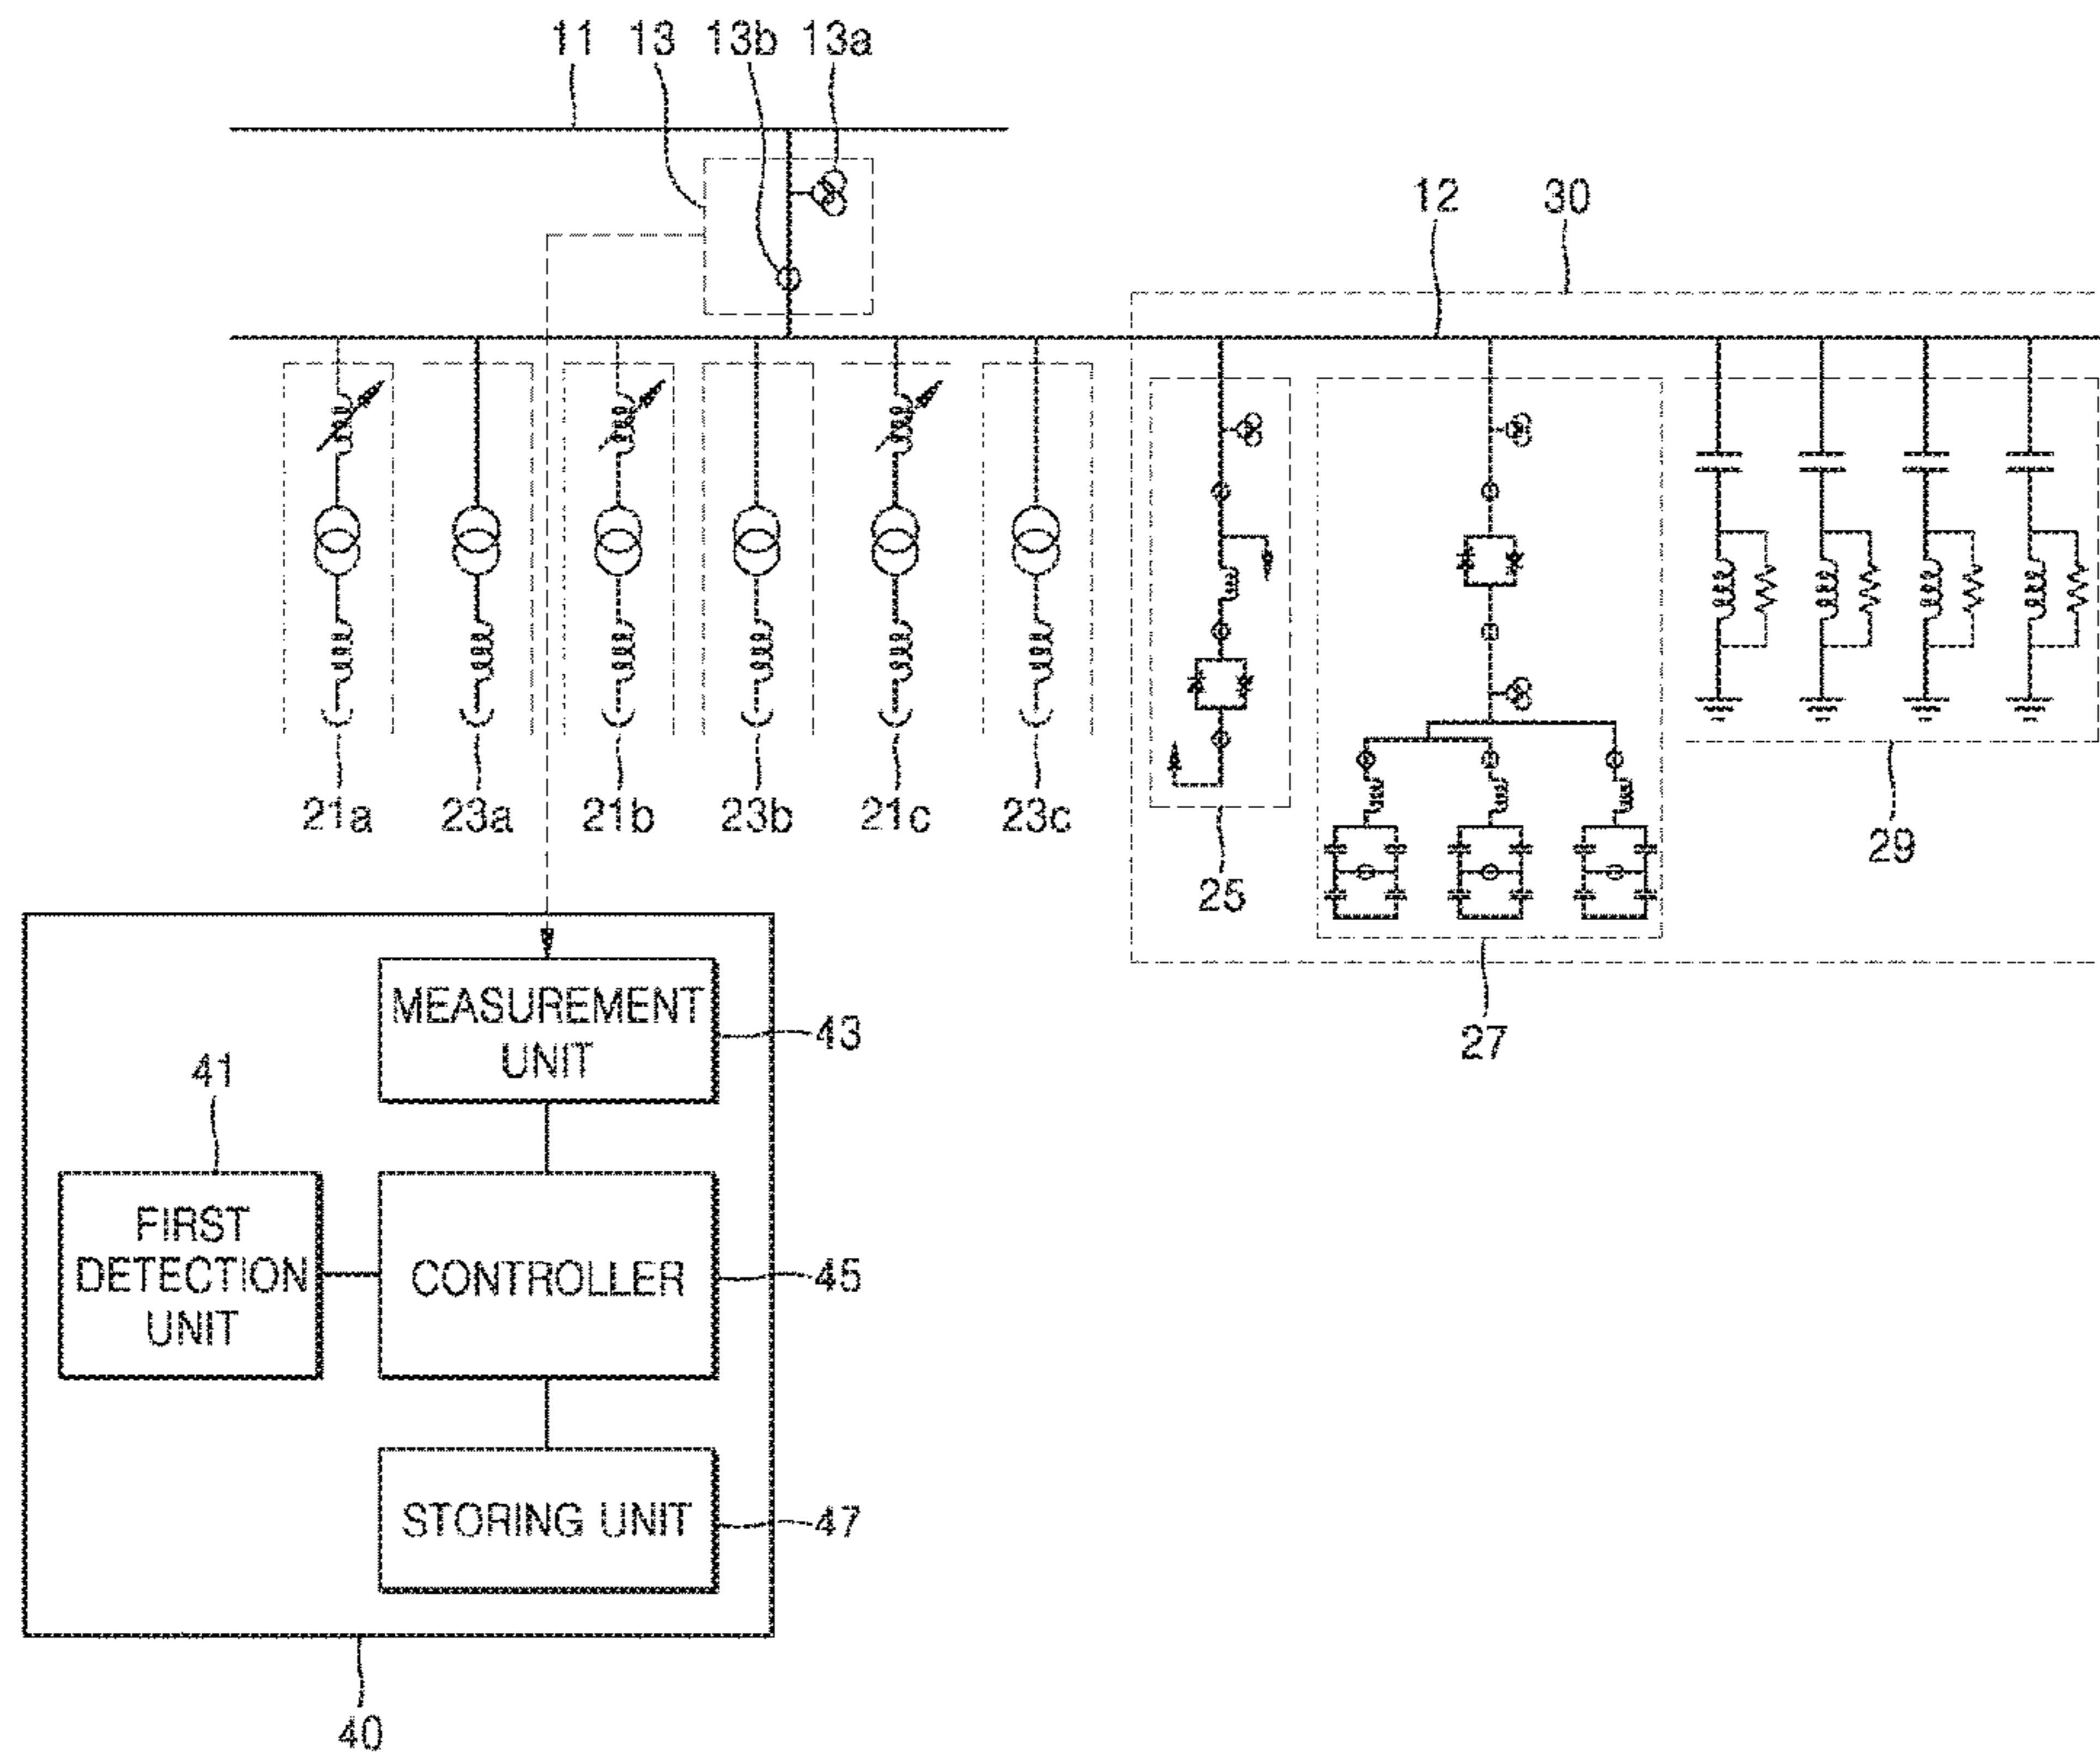 11 13 13b 13a
12 30
21a 23a 21b 23b 21c 23c
25
29
27
MEASUREMENT
UNIT
43
41
FIRST
DETECTION
UNIT
CONTROLLER
45
STORING UNIT
47
40